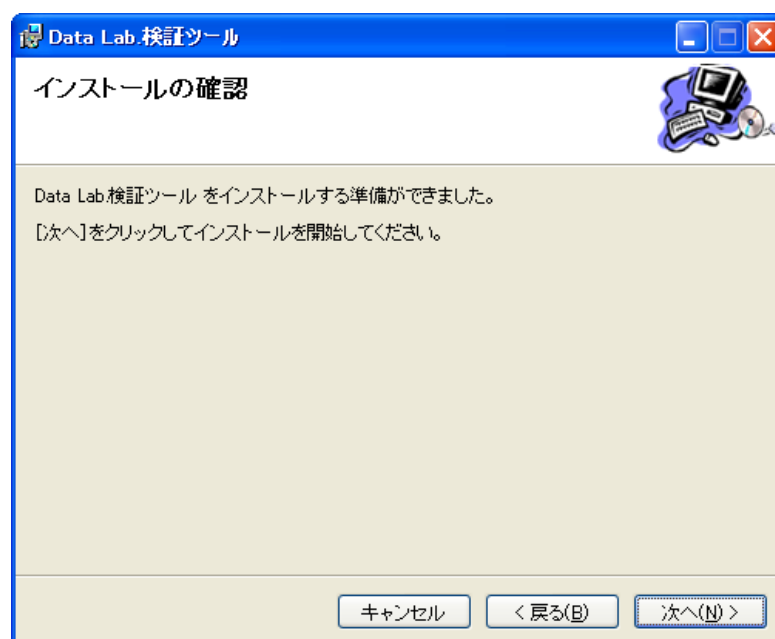 Data Lab.検証ツール
インストールの確認
Data Lab.検証ツール をインストールする準備ができました。
[次へ]をクリックしてインストールを開始してください。
キャンセル
< 戻る(B)
次へ(N) >